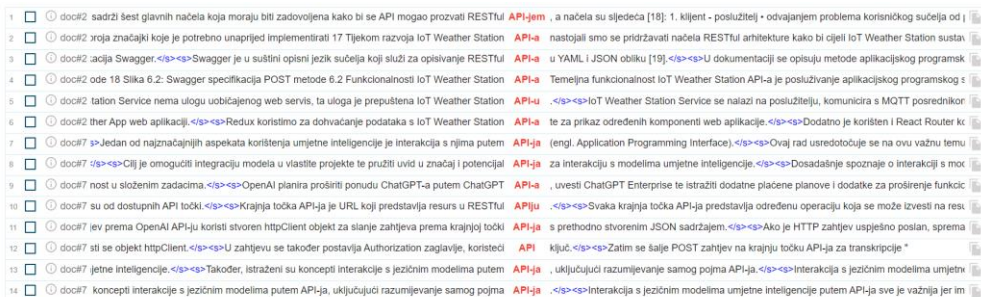 1 doc#2 sadrži šest glavnih načela koja moraju biti zadovoljena kako bi se API mogao prozvati RESTful API-jem , a načela su sljedeća [18]: 1. klijent - poslužitelj • odvajanjem problema korisničkog sučelja od
2 doc#2 broja značajki koje je potrebno unaprijed implementirati 17 Tijekom razvoja IoT Weather Station API-a nastojali smo se pridržavati načela RESTful arhitekture kako bi cijeli IoT Weather Station
3 doc#2 Swagger.</s><s>Swagger je u suštini opisni jezik sučelja koji služi za opisivanje RESTful API-a u YAML i JSON obliku [19].</s><s>U dokumentaciji se opisuju metode aplikacijskog
4 doc#2 ode 18 Slika 6.2: Swagger specifikacija POST metode 6.2 Funkcionalnosti IoT Weather Station API-a Temeljna funkcionalnost IoT Weather Station API-a je posluživanje aplikacijskog programskog s
5 doc#2 tation Service nema ulogu uobičajenog web servis, ta uloga je prepuštena IoT Weather Station API-u .</s><s>IoT Weather Station Service se nalazi na poslužitelju, komunicira s MQTT
6 doc#2 ther App web aplikaciji.</s><s>Redux koristimo za dohvaćanje podataka s IoT Weather Station API-a te za prikaz određenih komponenti web aplikacije.</s><s>Dodatno je korišten i React Router
7 doc#7 s>Jedan od najznačajnijih aspekata korištenja umjetne inteligencije je interakcija s njima putem API-ja (engl. Application Programming Interface).</s><s>Ovaj rad usredotočuje se na ovu važnu temu
8 doc#7 :/s><s>Cilj je omogućiti integraciju modela u vlastite projekte te pružiti uvid u značaj i potencijal API-ja za interakciju s modelima umjetne inteligencije.</s><s>Dosadašnje spoznaje o interakciji s
9 doc#7 nost u složenim zadacima.</s><s>OpenAI planira proširiti ponudu ChatGPT-a putem ChatGPT API-a , uvesti ChatGPT Enterprise te istražiti dodatne plaćene planove i dodatke za proširenje
10 doc#7 su od dostupnih API točki.</s><s>Krajnja točka API-ja je URL koji predstavlja resurs u RESTful APIju .</s><s>Svaka krajnja točka API-ja predstavlja određenu operaciju koja se može izvesti na
11 doc#7 jev prema OpenAI API-ju koristi stvoren httpClient objekt za slanje zahtjeva prema krajnjoj točki API-ja s prethodno stvorenim JSON sadržajem.</s><s>Ako je HTTP zahtjev uspješno poslan,
12 doc#7 sti se objekt httpClient.</s><s>U zahtjevu se također postavlja Authorization zaglavlje, koristeći API ključ.</s><s>Zatim se šalje POST zahtjev na krajnju točku API-ja za transkripcije "
13 doc#7 jetne inteligencije.</s><s>Također, istraženi su koncepti interakcije s jezičnim modelima putem API-ja , uključujući razumijevanje samog pojma API-ja.</s><s>Interakcija s jezičnim modelima
14 doc#7 koncepti interakcije s jezičnim modelima putem API-ja, uključujući razumijevanje samog pojma API-ja .</s><s>Interakcija s jezičnim modelima umjetne inteligencije putem API-ja sve je važnija jer